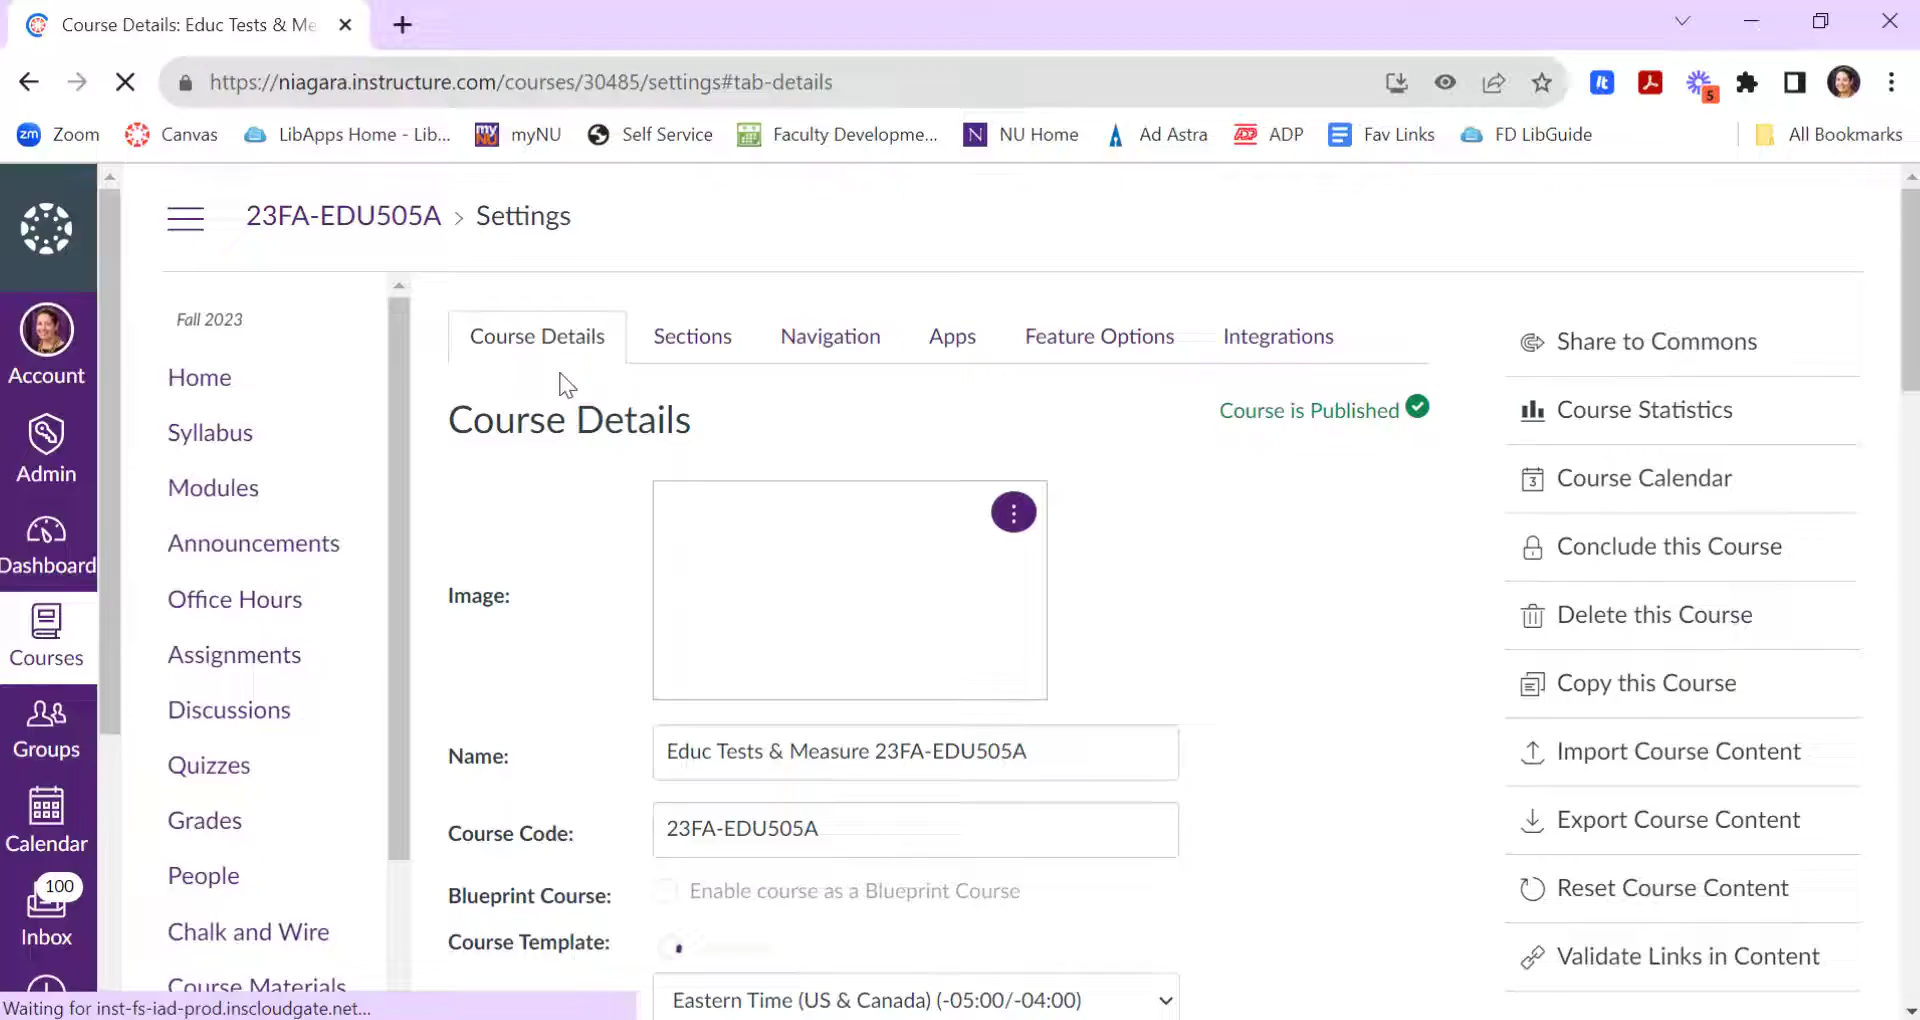 Course Details: Educ Tests & Me
https://niagara.instructure.com/courses/30485/settings#tab-details
5
zm Zoom Canvas LibApps Home - Lib... myNU Self Service Faculty Developme... N NU Home Ad Astra ADP Fav Links FD LibGuide All Bookmarks
23FA-EDU505A > Settings
Account
Admin
Dashboard
Courses
Groups
Calendar
100
Inbox
Fall 2023
Home
Syllabus
Modules
Announcements
Office Hours
Assignments
Discussions
Quizzes
Grades
People
Chalk and Wire
Course Materials
Course Details Sections Navigation Apps Feature Options Integrations
Course Details
Course is Published
Image:
Name: Educ Tests & Measure 23FA-EDU505A
Course Code: 23FA-EDU505A
Blueprint Course: Enable course as a Blueprint Course
Course Template:
Eastern Time (US & Canada) (-05:00/-04:00)
Share to Commons
Course Statistics
3 Course Calendar
Conclude this Course
Delete this Course
Copy this Course
Import Course Content
Export Course Content
Reset Course Content
Validate Links in Content
Waiting for inst-fs-iad-prod.inscloudgate.net...